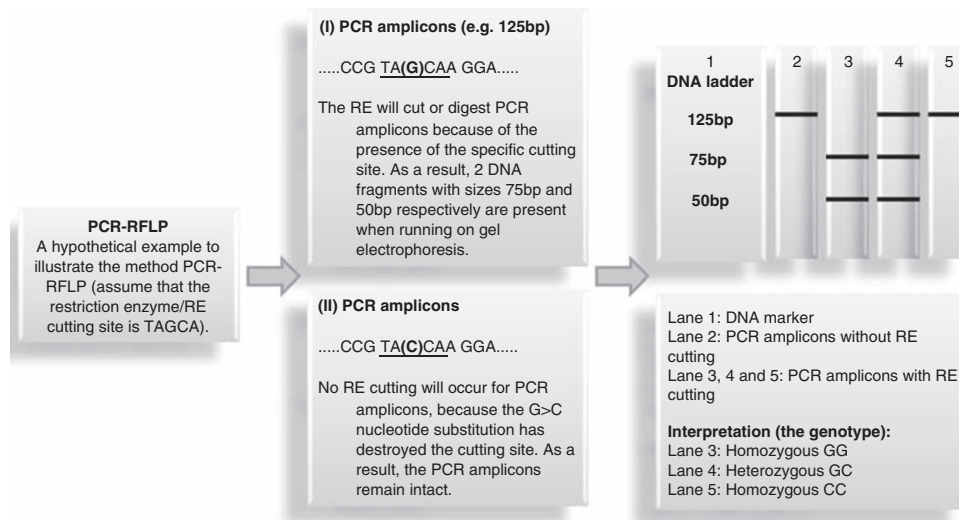 PCR-RFLP
A hypothetical example to
illustrate the method PCR-
RFLP (assume that the
restriction enzyme/RE
cutting site is TAGCA).
(I) PCR amplicons (e.g. 125bp)
.....CCG TA(G)CAA GGA.....
The RE will cut or digest PCR
amplicons because of the
presence of the specific cutting
site. As a result, 2 DNA
fragments with sizes 75bp and
50bp respectively are present
when running on gel
electrophoresis.
(II) PCR amplicons
.....CCG TA(C)CAA GGA.....
No RE cutting will occur for PCR
amplicons, because the G>C
nucleotide substitution has
destroyed the cutting site. As a
result, the PCR amplicons
remain intact.
1 2 3 4 5
DNA ladder
125bp
75bp
50bp
Lane 1: DNA marker
Lane 2: PCR amplicons without RE
cutting
Lane 3, 4 and 5: PCR amplicons with RE
cutting
Interpretation (the genotype):
Lane 3: Homozygous GG
Lane 4: Heterozygous GC
Lane 5: Homozygous CC